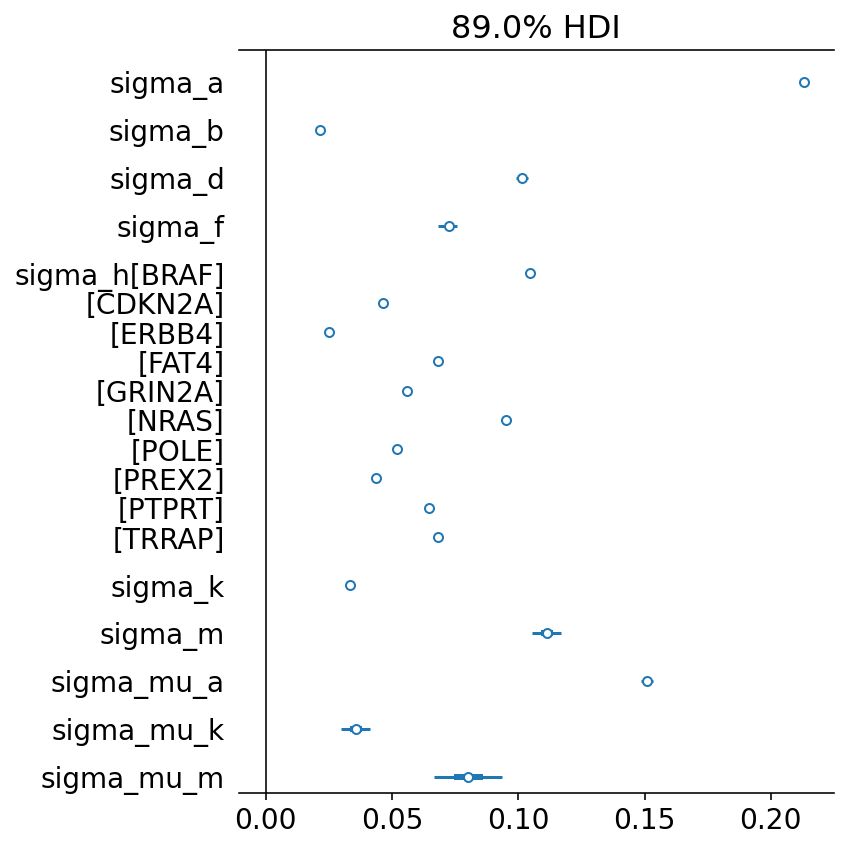 89.0% HDI
sigma_a
sigma_b
sigma_d
sigma_f
sigma_h[BRAF]
[CDKN2A]
[ERBB4]
[FAT4]
[GRIN2A]
[NRAS]
[POLE]
[PREX2]
[PTPRT]
[TRRAP]
sigma_k
sigma_m
sigma_mu_a
sigma_mu_k
sigma_mu_m
0.00 0.05 0.10 0.15 0.20